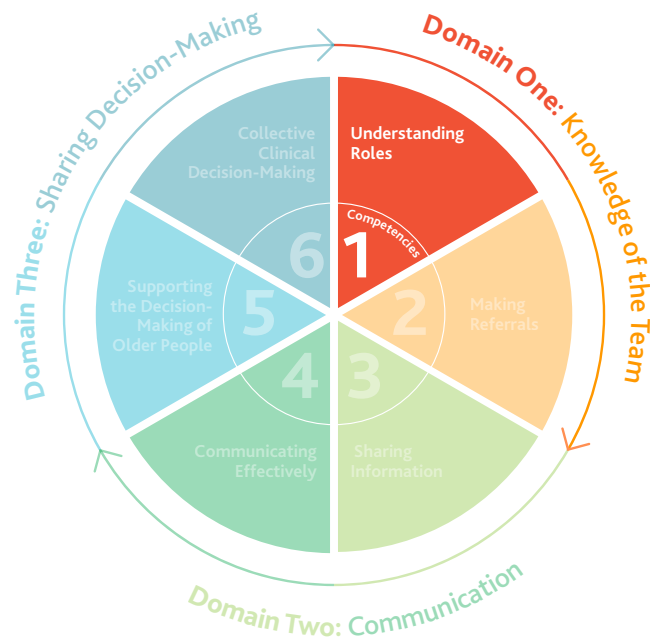 Domain One: Knowledge of the Team
Understanding
Roles
Competencies
1
Making
Referrals
2
Domain Two: Communication
Sharing
Information
3
Communicating
Effectively
4
Domain Three: Sharing Decision-Making
Supporting
the Decision-
Making of
Older People
5
Collective
Clinical
Decision-Making
6